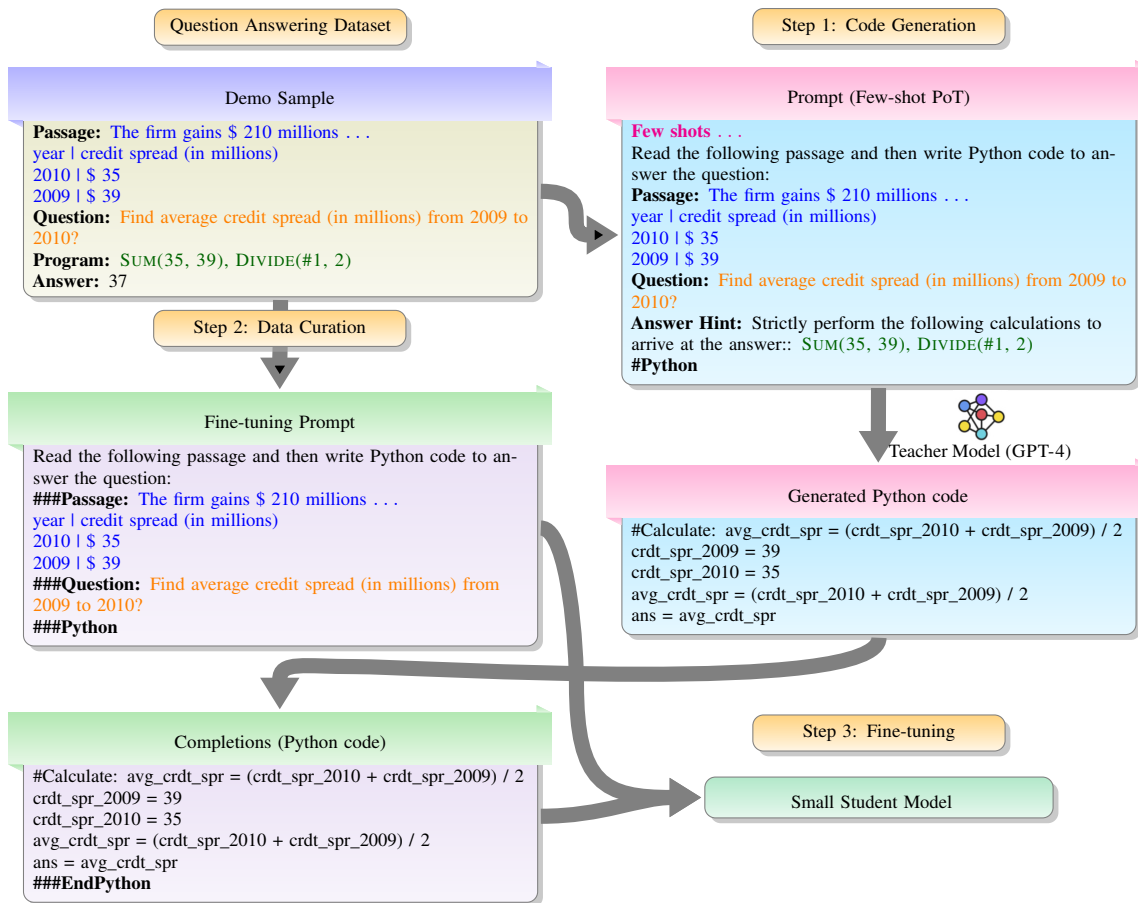 Question Answering Dataset
Demo Sample
Passage: The firm gains $ 210 millions . . .
year | credit spread (in millions)
2010 | $ 35
2009 | $ 39
Question: Find average credit spread (in millions) from 2009 to
2010?
Program: SUM(35, 39), DIVIDE(#1, 2)
Answer: 37
Step 1: Code Generation
Prompt (Few-shot PoT)
Few shots . . .
Read the following passage and then write Python code to an-
swer the question:
Passage: The firm gains $ 210 millions . . .
year | credit spread (in millions)
2010 | $ 35
2009 | $ 39
Question: Find average credit spread (in millions) from 2009 to
2010?
Answer Hint: Strictly perform the following calculations to
arrive at the answer:: SUM(35, 39), DIVIDE(#1, 2)
#Python
Teacher Model (GPT-4)
Generated Python code
#Calculate: avg_crdt_spr = (crdt_spr_2010 + crdt_spr_2009) / 2
crdt_spr_2009 = 39
crdt_spr_2010 = 35
avg_crdt_spr = (crdt_spr_2010 + crdt_spr_2009) / 2
ans = avg_crdt_spr
Step 2: Data Curation
Fine-tuning Prompt
Read the following passage and then write Python code to an-
swer the question:
###Passage: The firm gains $ 210 millions . . .
year | credit spread (in millions)
2010 | $ 35
2009 | $ 39
###Question: Find average credit spread (in millions) from
2009 to 2010?
###Python
Completions (Python code)
#Calculate: avg_crdt_spr = (crdt_spr_2010 + crdt_spr_2009) / 2
crdt_spr_2009 = 39
crdt_spr_2010 = 35
avg_crdt_spr = (crdt_spr_2010 + crdt_spr_2009) / 2
ans = avg_crdt_spr
###EndPython
Step 3: Fine-tuning
Small Student Model